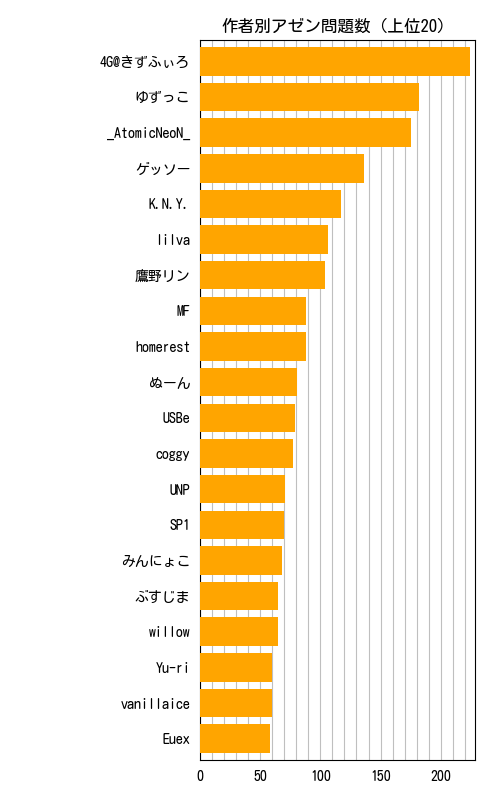 作者別アゼン問題数（上位20）
4G@きずふぃろ
ゆずっこ
_AtomicNeoN_
ゲッソー
K.N.Y.
lilva
鷹野リン
MF
homerest
ぬーん
USBe
coggy
UNP
SP1
みんにょこ
ぶすじま
willow
Yu-ri
vanillaice
Euex
0 50 100 150 200